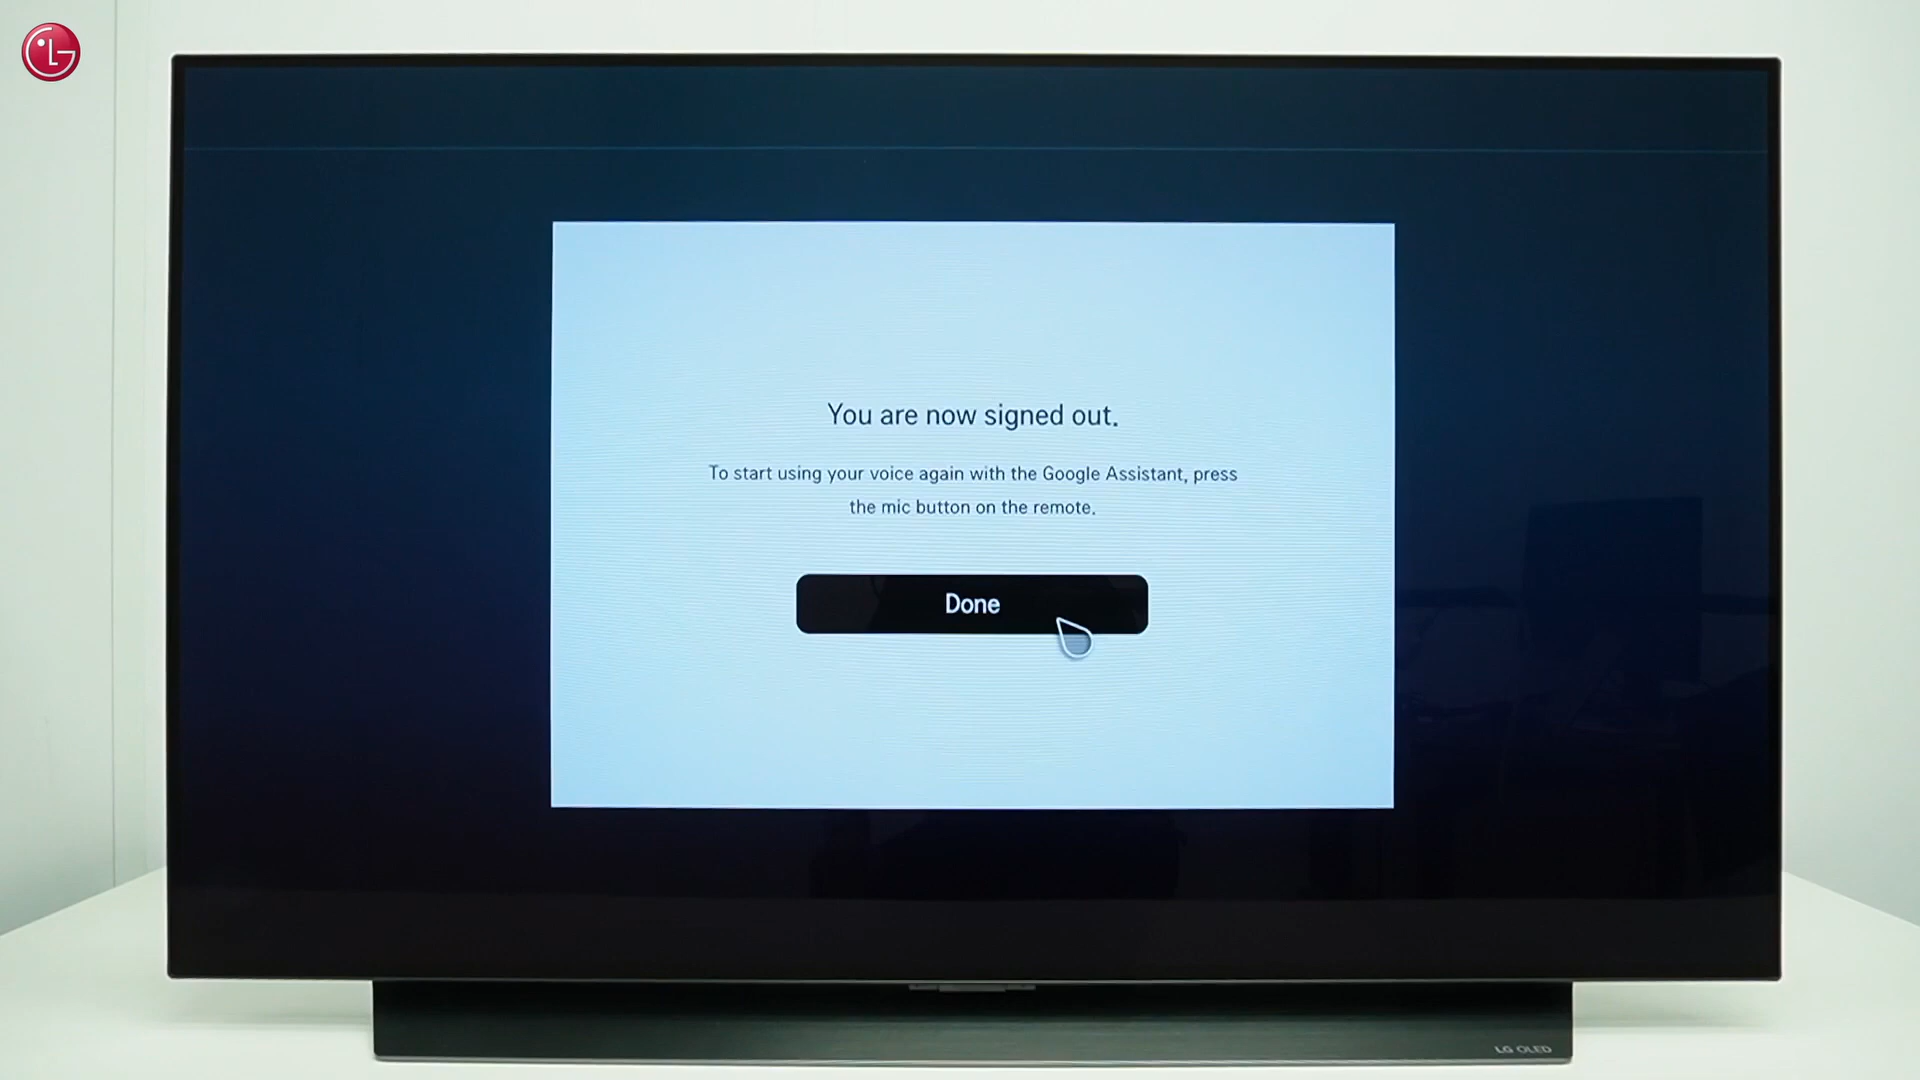 LG
You are now signed out.
To start using your voice again with the Google Assistant, press
the mic button on the remote.
Done
LG OLED